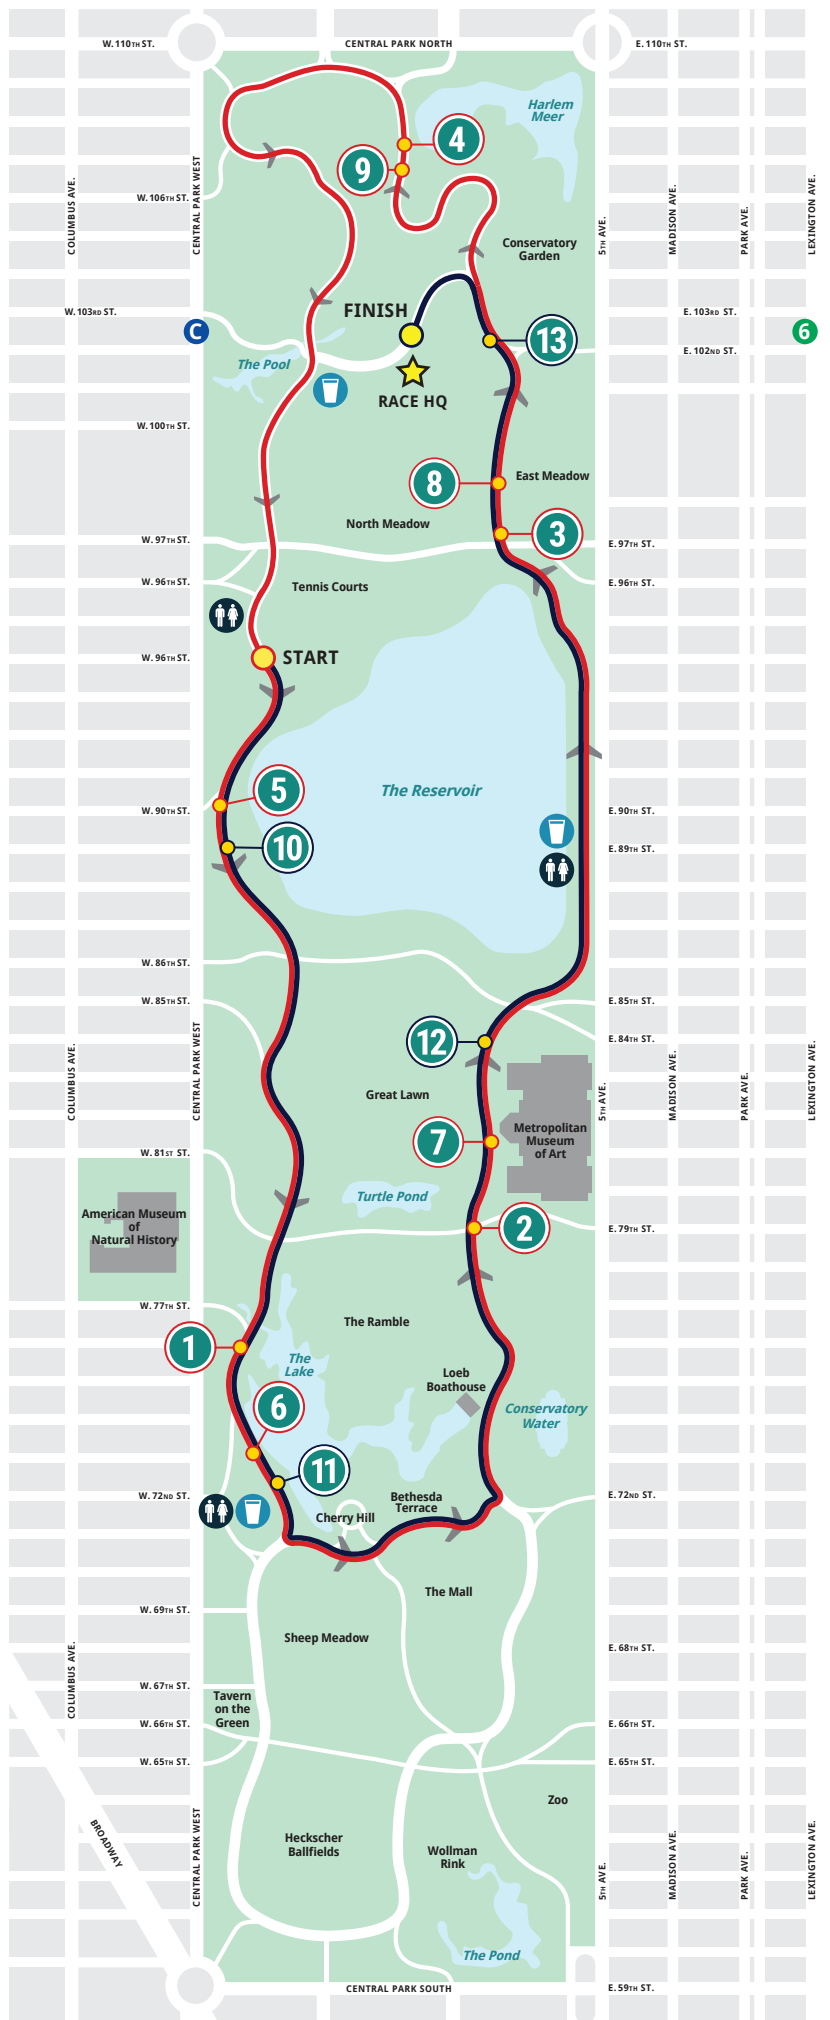 W. 110TH ST.
CENTRAL PARK NORTH
E. 110TH ST.
Harlem
Meer
4
9
COLUMBUS AVE.
CENTRAL PARK WEST
W. 106TH ST.
5TH AVE.
MADISON AVE.
PARK AVE.
LEXINGTON AVE.
Conservatory
Garden
W. 103RD ST.
FINISH
E. 103RD ST.
C
13
6
E. 102ND ST.
The Pool
RACE HQ
W. 100TH ST.
8
East Meadow
North Meadow
3
W. 97TH ST.
E. 97TH ST.
W. 96TH ST.
Tennis Courts
E. 96TH ST.
W. 96TH ST.
START
5
The Reservoir
W. 90TH ST.
E. 90TH ST.
10
E. 89TH ST.
W. 86TH ST.
W. 85TH ST.
E. 85TH ST.
12
E. 84TH ST.
COLUMBUS AVE.
CENTRAL PARK WEST
5TH AVE.
MADISON AVE.
PARK AVE.
LEXINGTON AVE.
Great Lawn
7
Metropolitan
Museum
of Art
W. 81ST ST.
Turtle Pond
American Museum
of
Natural History
2
E. 79TH ST.
W. 77TH ST.
The Ramble
1
The
Lake
Loeb
Boathouse
6
Conservatory
Water
11
W. 72ND ST.
Bethesda
Terrace
E. 72ND ST.
Cherry Hill
The Mall
W. 69TH ST.
Sheep Meadow
E. 68TH ST.
COLUMBUS AVE.
W. 67TH ST.
Tavern
on the
Green
W. 66TH ST.
E. 66TH ST.
W. 65TH ST.
E. 65TH ST.
Zoo
BROADWAY
CENTRAL PARK WEST
Heckscher
Ballfields
Wollman
Rink
5TH AVE.
MADISON AVE.
PARK AVE.
LEXINGTON AVE.
The Pond
CENTRAL PARK SOUTH
E. 59TH ST.